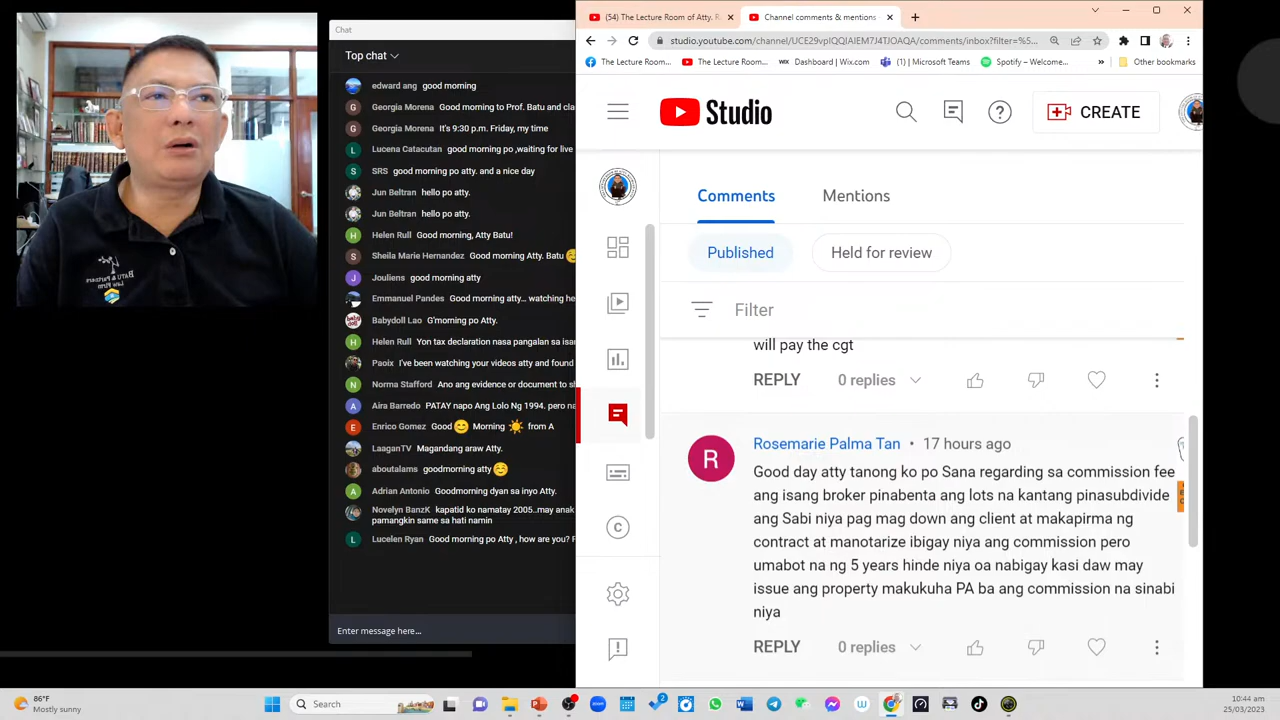 Chat
Top chat
edward ang good morning
Georgia Morena Good morning to Prof. Batu and cla
Georgia Morena It's 9:30 p.m. Friday, my time
Lucena Catacutan good morning po ,waiting for live
SRS good morning po atty. and a nice day
Jun Beltran hello po atty.
Jun Beltran hello po atty.
Helen Rull Good morning, Atty Batu!
Sheila Marie Hernandez Good morning Atty. Batu
Jouliens good morning atty
Emmanuel Pandes Good morning atty... watching he
Babydoll Lao G'morning po Atty.
Helen Rull Yon tax declaration nasa pangalan sa isan
Paoix I've been watching your videos atty and found
Norma Stafford Ano ang evidence or document to sh
Aira Barredo PATAY napo Ang Lolo Ng 1994. pero na
Enrico Gomez Good Morning from A
LaaganTV Magandang araw Atty.
aboutalams goodmorning atty
Adrian Antonio Goodmorning dyan sa inyo Atty.
Novelyn BanzK kapatid ko namatay 2005..may anak
pamangkin same sa hati namin
Lucelen Ryan Good morning po Atty , how are you? F
Enter message here...
(54) The Lecture Room of Atty. R
Channel comments & mentions
studio.youtube.com/channel/UCE29vplQQIAIEM7J4TJOAQA/comments/inbox?filter=%5...
The Lecture Room...
The Lecture Room...
WIX Dashboard | Wix.com
(1) | Microsoft Teams
Spotify – Welcome...
»
Other bookmarks
Studio
CREATE
Comments
Mentions
Published
Held for review
Filter
will pay the cgt
REPLY
0 replies
R
Rosemarie Palma Tan • 17 hours ago
Good day atty tanong ko po Sana regarding sa commission fee
ang isang broker pinabenta ang lots na kantang pinasubdivide
ang Sabi niya pag mag down ang client at makapirma ng
contract at manotarize ibigay niya ang commission pero
umabot na ng 5 years hinde niya oa nabigay kasi daw may
issue ang property makukuha PA ba ang commission na sinabi
niya
REPLY
0 replies
86°F
Mostly sunny
Search
10:44 am
25/03/2023